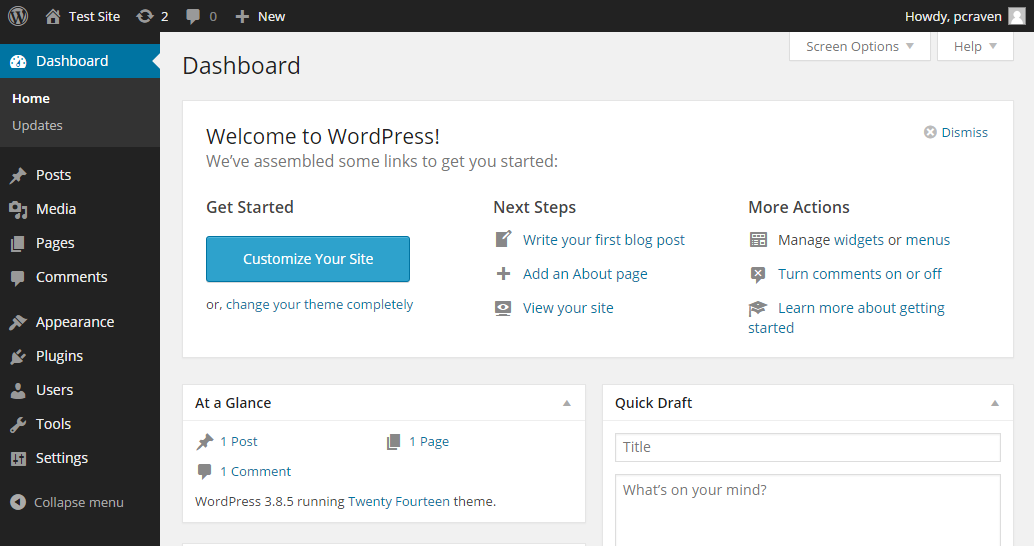 Test Site 2 0 New Howdy, pcraven
Dashboard
Home
Updates
Posts
Media
Pages
Comments
Appearance
Plugins
Users
Tools
Settings
Collapse menu
Screen Options Help
Dashboard
Welcome to WordPress!
Dismiss
We've assembled some links to get you started:
Get Started
Customize Your Site
or, change your theme completely
Next Steps
Write your first blog post
Add an About page
View your site
More Actions
Manage widgets or menus
Turn comments on or off
Learn more about getting
started
At a Glance
1 Post 1 Page
1 Comment
WordPress 3.8.5 running Twenty Fourteen theme.
Quick Draft
Title
What's on your mind?